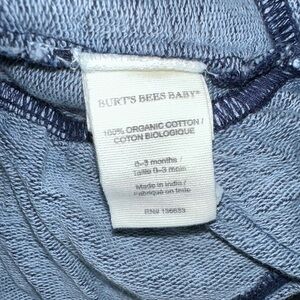 BURT'S BEES BABY®
100% ORGANIC COTTON /
COTON BIOLOGIQUE
0-3 months /
Taille 0-3 mois
Made in India /
Fabriqué en Inde
RN# 136633